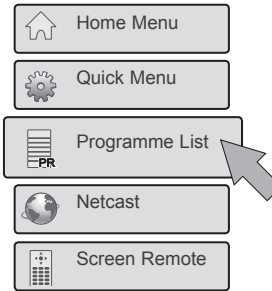 Home Menu
Quick Menu
Programme List
PR
Netcast
Screen Remote